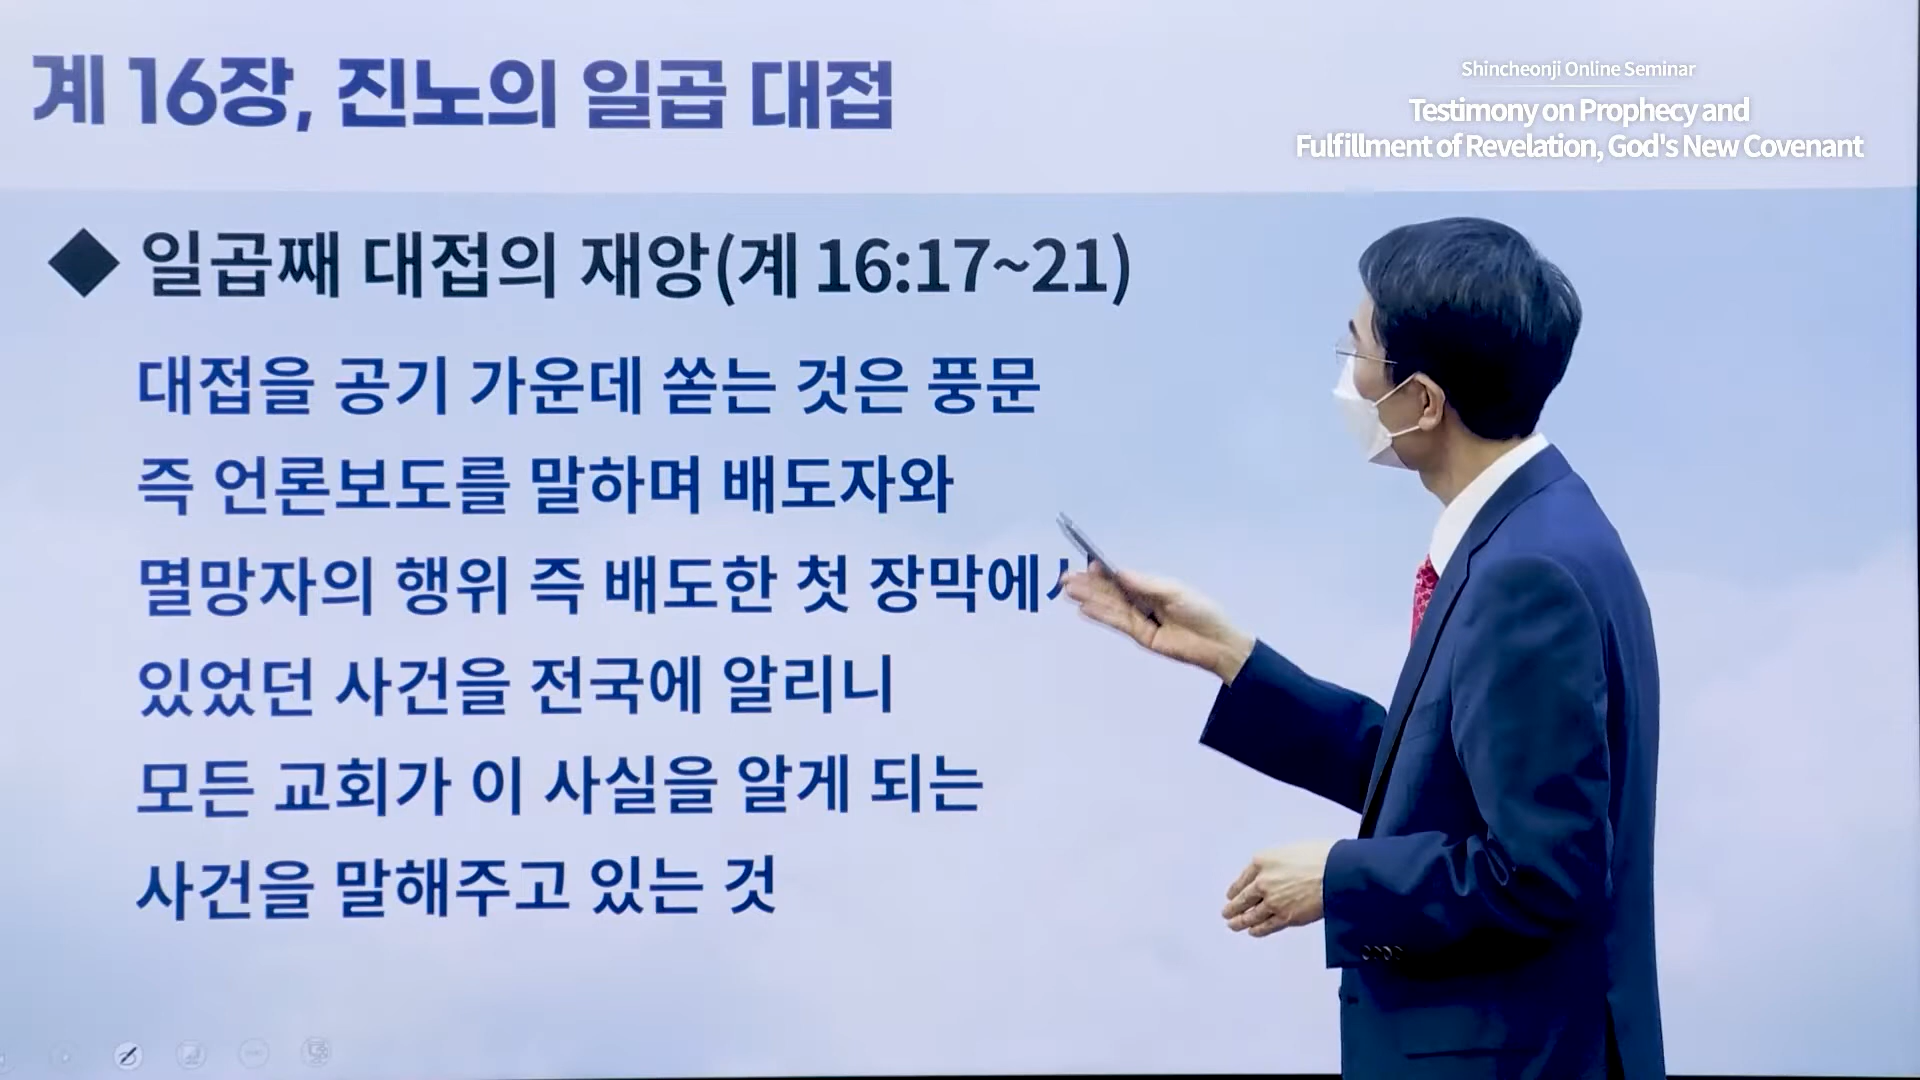 계 16장, 진노의 일곱 대접
Shincheonji Online Seminar
Testimony on Prophecy and
Fulfillment of Revelation, God's New Covenant
◆ 일곱째 대접의 재앙(계 16:17~21)
대접을 공기 가운데 쏟는 것은 풍문
즉 언론보도를 말하며 배도자와
멸망자의 행위 즉 배도한 첫 장막에서
있었던 사건을 전국에 알리니
모든 교회가 이 사실을 알게 되는
사건을 말해주고 있는 것